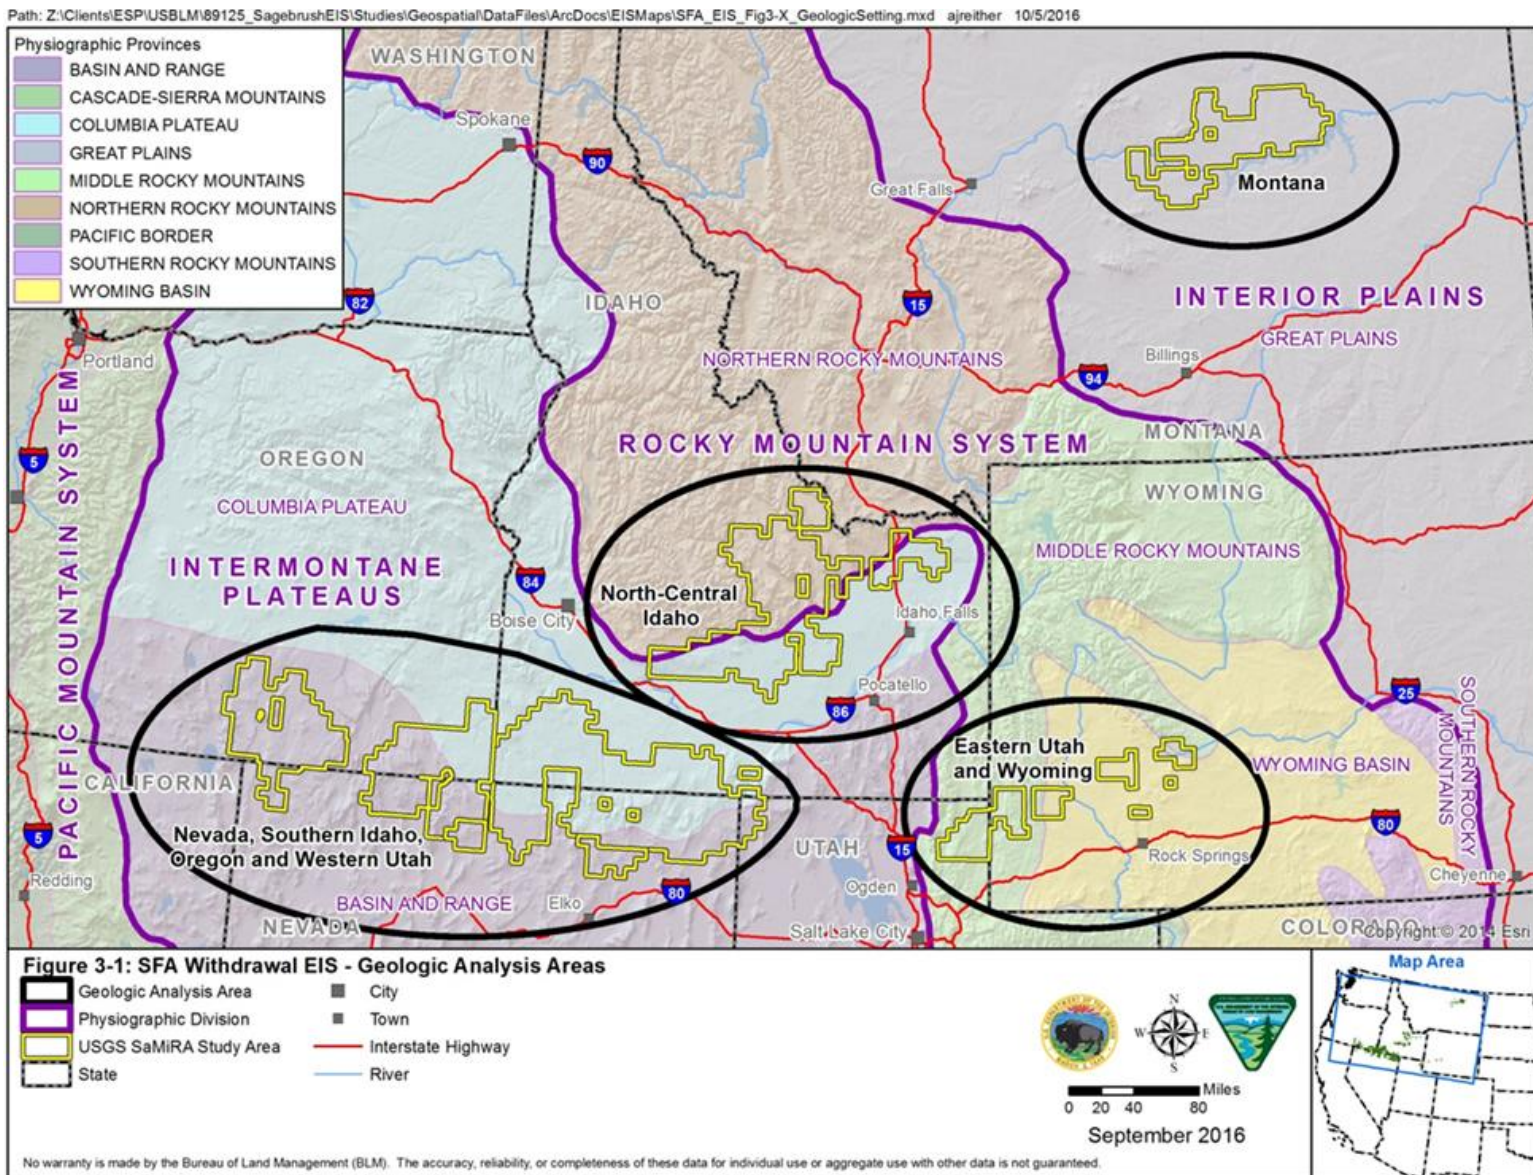 Path: Z:\Clients\ESP\USBLM\89125_SagebrushEIS\Studies\Geospatial\DataFiles\ArcDocs\EISMaps\SFA_EIS_Fig3-X_GeologicSetting.mxd ajreither 10/5/2016
Physiographic Provinces
BASIN AND RANGE
CASCADE-SIERRA MOUNTAINS
COLUMBIA PLATEAU
GREAT PLAINS
MIDDLE ROCKY MOUNTAINS
NORTHERN ROCKY MOUNTAINS
PACIFIC BORDER
SOUTHERN ROCKY MOUNTAINS
WYOMING BASIN
WASHINGTON
Spokane
90
Great Falls
Montana
82
IDAHO
15
INTERIOR PLAINS
GREAT PLAINS
Portland
NORTHERN ROCKY MOUNTAINS
Billings
94
PACIFIC MOUNTAIN SYSTEM
5
OREGON
ROCKY MOUNTAIN SYSTEM
MONTANA
WYOMING
COLUMBIA PLATEAU
INTERMONTANE
PLATEAUS
84
Boise City
North-Central
Idaho
Idaho Falls
MIDDLE ROCKY MOUNTAINS
Pocatello
86
25
SOUTHERN ROCKY
MOUNTAINS
Eastern Utah
and Wyoming
WYOMING BASIN
CALIFORNIA
Nevada, Southern Idaho,
Oregon and Western Utah
5
UTAH
15
80
Rock Springs
Redding
BASIN AND RANGE
Elko
80
Ogden
Cheyenne
NEVADA
Salt Lake City
COLORADO
Copyright:© 2014 Esri
Figure 3-1: SFA Withdrawal EIS - Geologic Analysis Areas
Geologic Analysis Area
City
Physiographic Division
Town
USGS SaMiRA Study Area
Interstate Highway
State
River
N
W
E
S
Miles
0 20 40 80
September 2016
Map Area
No warranty is made by the Bureau of Land Management (BLM). The accuracy, reliability, or completeness of these data for individual use or aggregate use with other data is not guaranteed.